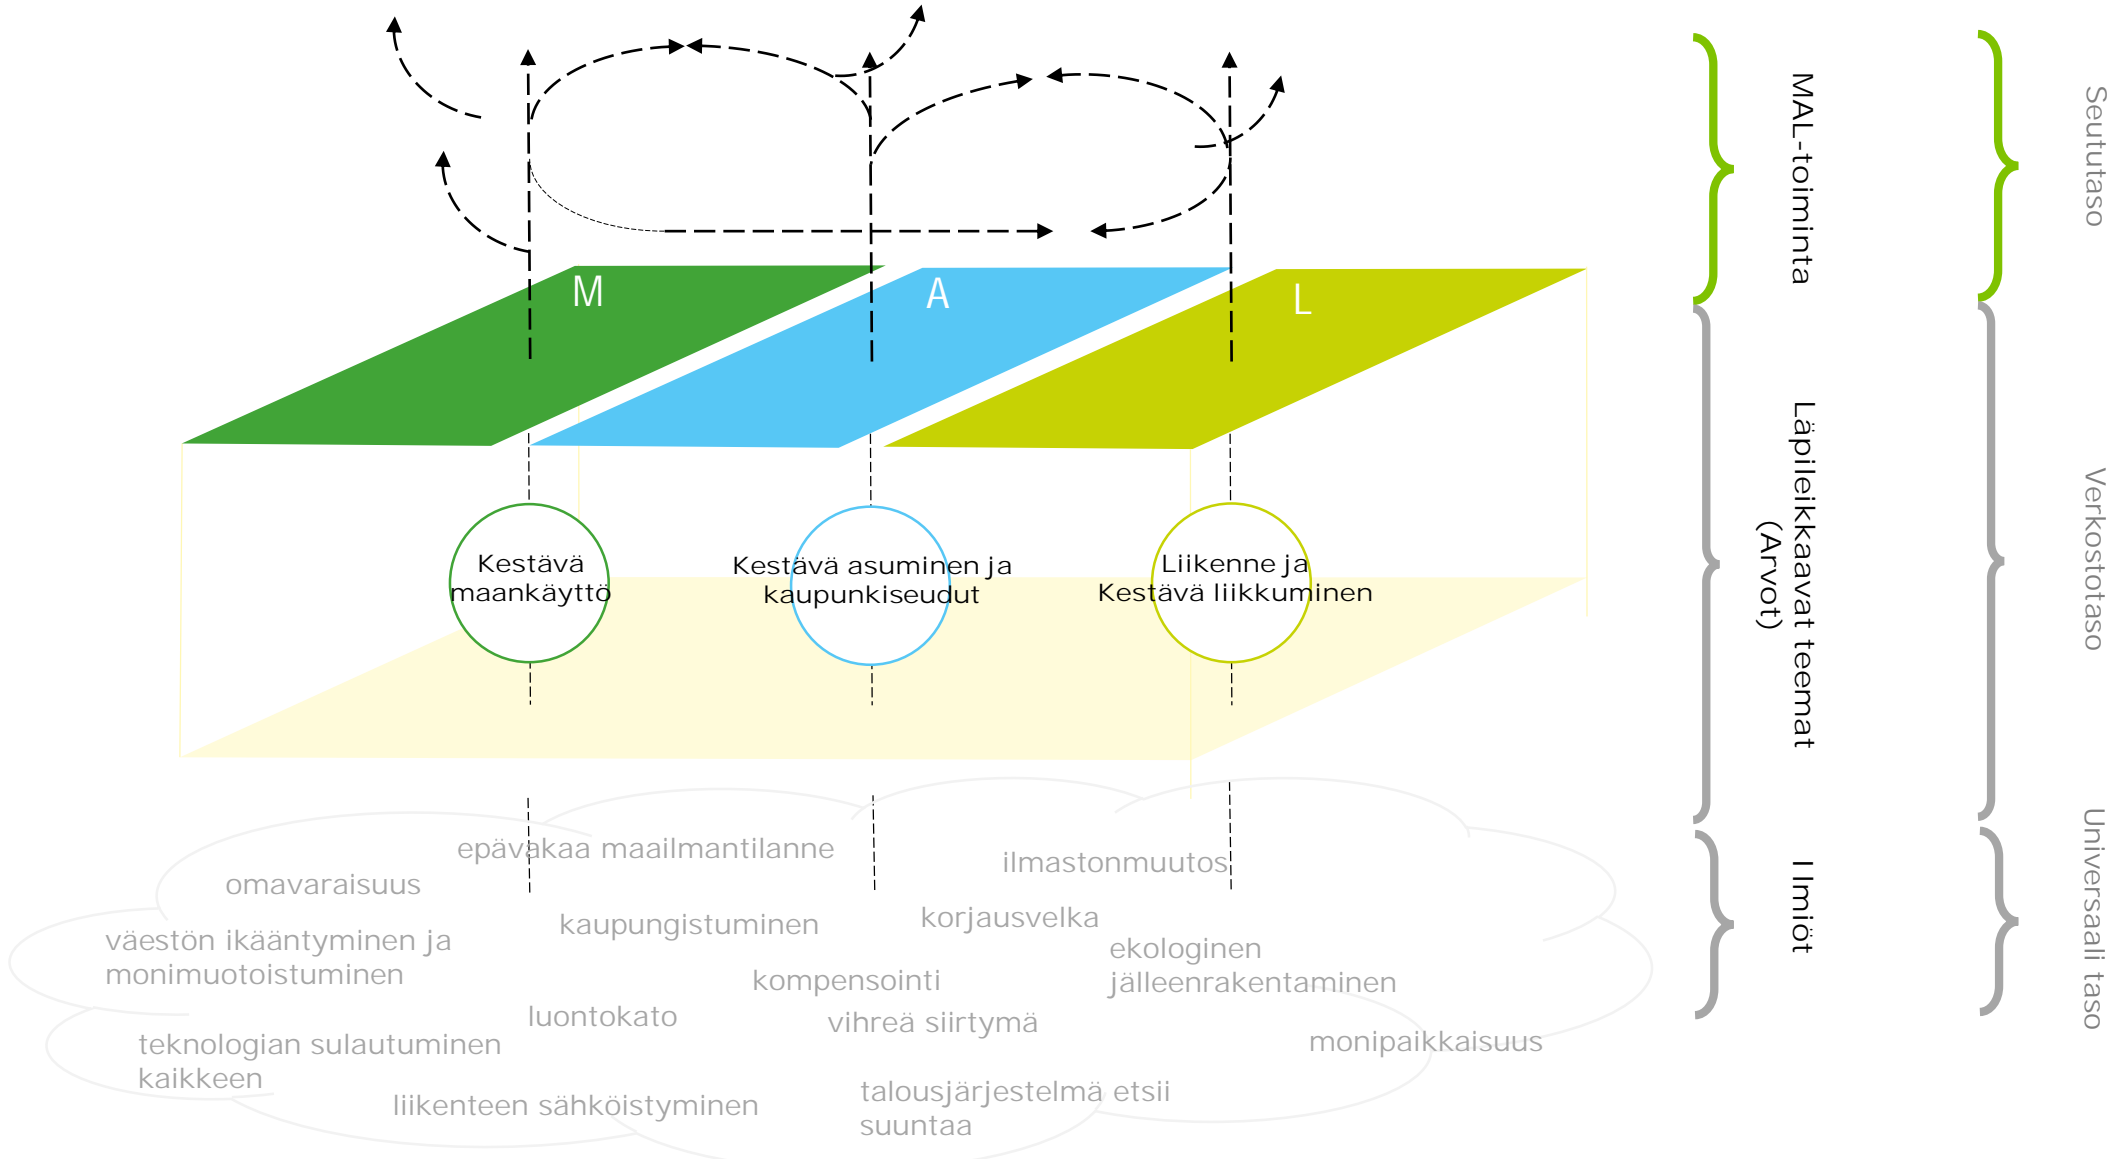 M
A
L
Kestävä
maankäyttö
Kestävä asuminen ja
kaupunkiseudut
Liikenne ja
Kestävä liikkuminen
epävakaa maailmantilanne
ilmastonmuutos
omavaraisuus
kaupungistuminen
korjausvelka
väestön ikääntyminen ja
monimuotoistuminen
ekologinen
jälleenrakentaminen
kompensointi
luontokato
vihreä siirtymä
teknologian sulautuminen
kaikkeen
monipaikkaisuus
liikenteen sähköistyminen
talousjärjestelmä etsii
suuntaa
MAL-toiminta
Läpileikkaavat teemat
(Arvot)
Ilmiöt
Seututaso
Verkostotaso
Universaali taso